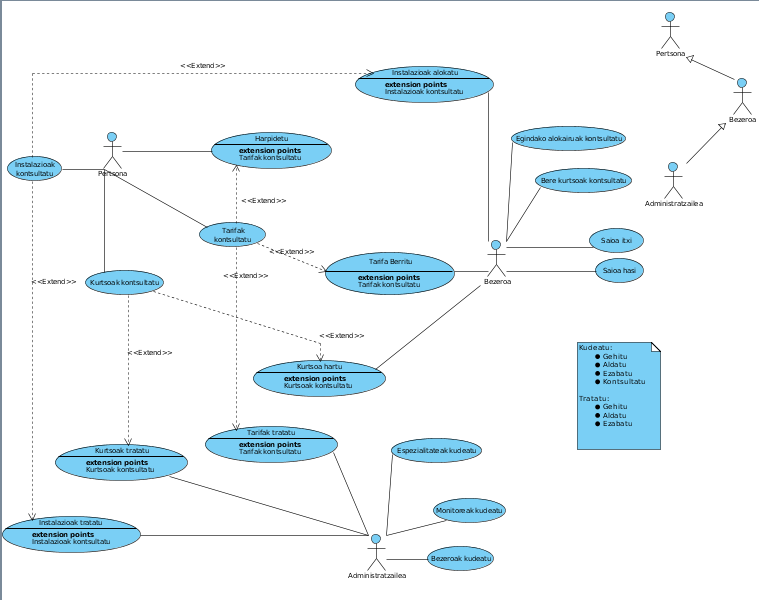 Pertsona
<<Extend>>
Instalazioak alokatu
extension points
Instalazioak kontsultatu
Bezeroa
Egindako alokairuak kontsultatu
Harpidetu
extension points
Tarifak kontsultatu
Instalazioak
kontsultatu
Pertsona
Bere kurtsoak kontsultatu
Administratzailea
<<Extend>>
Tarifak
kontsultatu
<<Extend>>
Saioa itxi
Tarifa Berritu
extension points
Tarifak kontsultatu
Saioa hasi
<<Extend>>
<<Extend>>
Kurtsoak kontsultatu
Bezeroa
<<Extend>>
<<Extend>>
Kurtsoa hartu
extension points
Kurtsoak kontsultatu
Kudeatu:
● Gehitu
● Aldatu
● Ezabatu
● Kontsultatu
Tratatu:
● Gehitu
● Aldatu
● Ezabatu
Tarifak tratatu
extension points
Tarifak kontsultatu
Kurtsoak tratatu
extension points
Kurtsoak kontsultatu
Espezialitateak kudeatu
Monitoreak kudeatu
Instalazioak tratatu
extension points
Instalazioak kontsultatu
Bezeroak kudeatu
Administratzailea